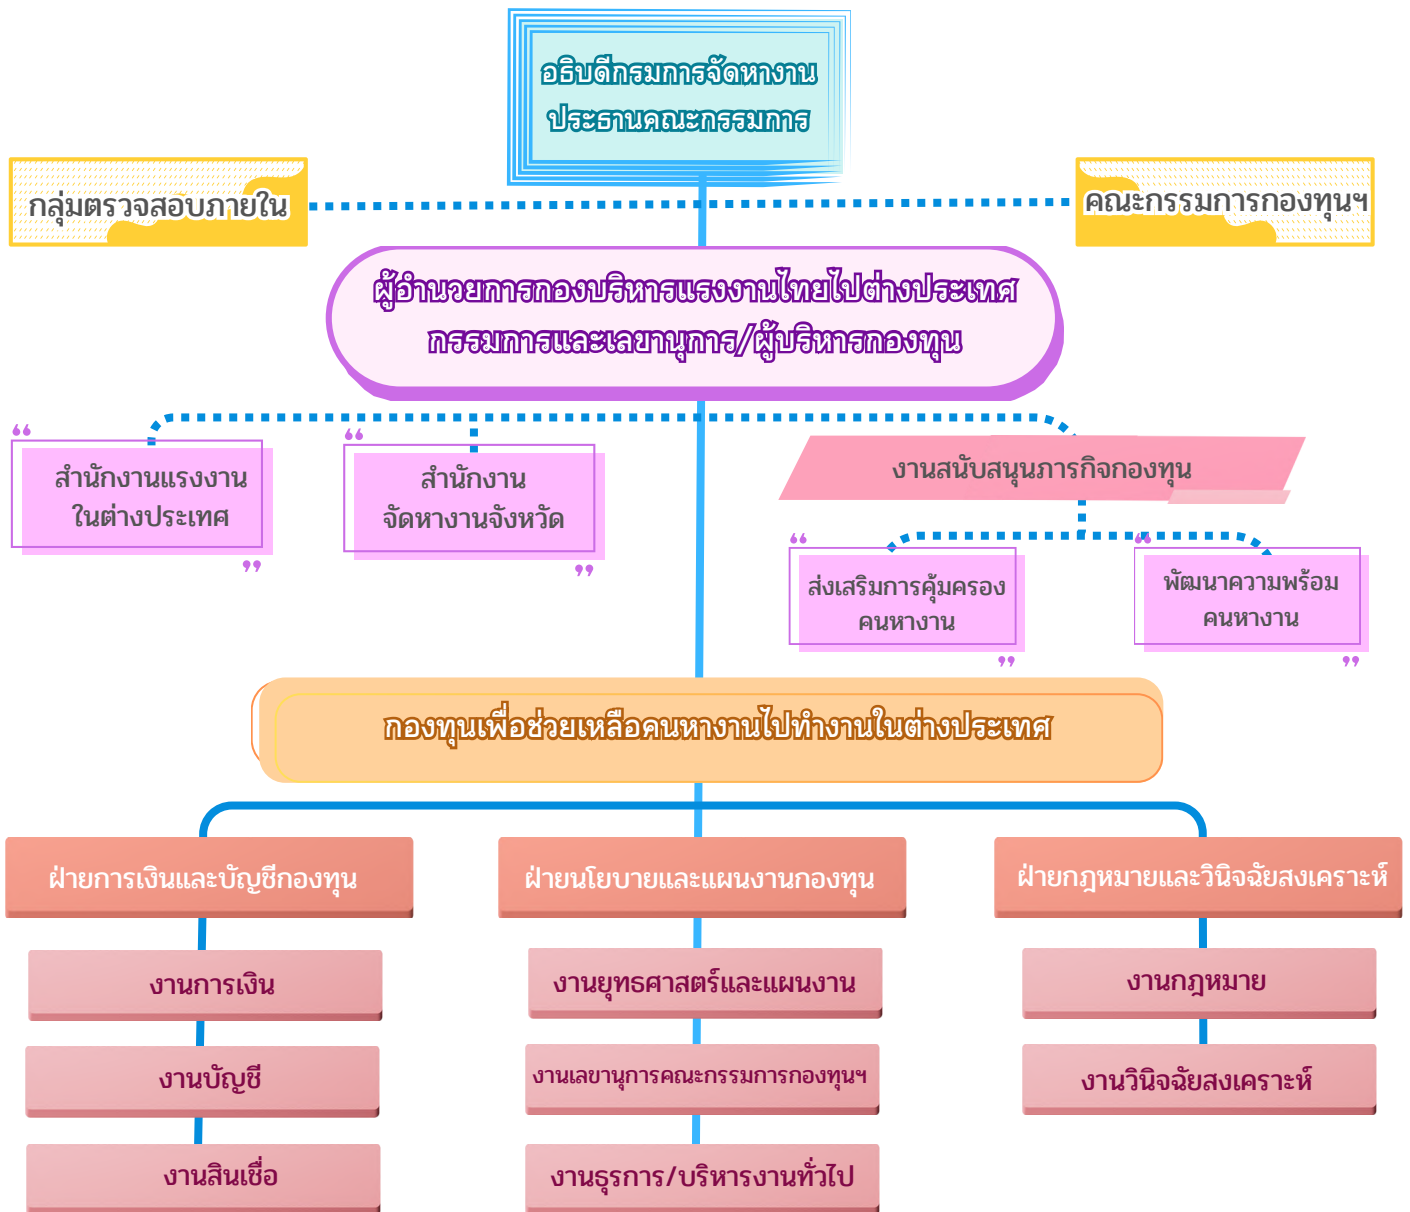 อธิบดีกรมการจัดหางาน
ประธานคณะกรรมการ
กลุ่มตรวจสอบภายใน
คณะกรรมการกองทุนฯ
ผู้อำนวยการกองบริหารแรงงานไทยไปต่างประเทศ
กรรมการและเลขานุการ/ผู้บริหารกองทุน
สำนักงานแรงงาน
ในต่างประเทศ
สำนักงาน
จัดหางานจังหวัด
งานสนับสนุนภารกิจกองทุน
ส่งเสริมการคุ้มครอง
คนหางาน
พัฒนาความพร้อม
คนหางาน
กองทุนเพื่อช่วยเหลือคนหางานไปทำงานในต่างประเทศ
ฝ่ายการเงินและบัญชีกองทุน
ฝ่ายนโยบายและแผนงานกองทุน
ฝ่ายกฎหมายและวินิจฉัยสงเคราะห์
งานการเงิน
งานยุทธศาสตร์และแผนงาน
งานกฎหมาย
งานบัญชี
งานเลขานุการคณะกรรมการกองทุนฯ
งานวินิจฉัยสงเคราะห์
งานสินเชื่อ
งานธุรการ/บริหารงานทั่วไป